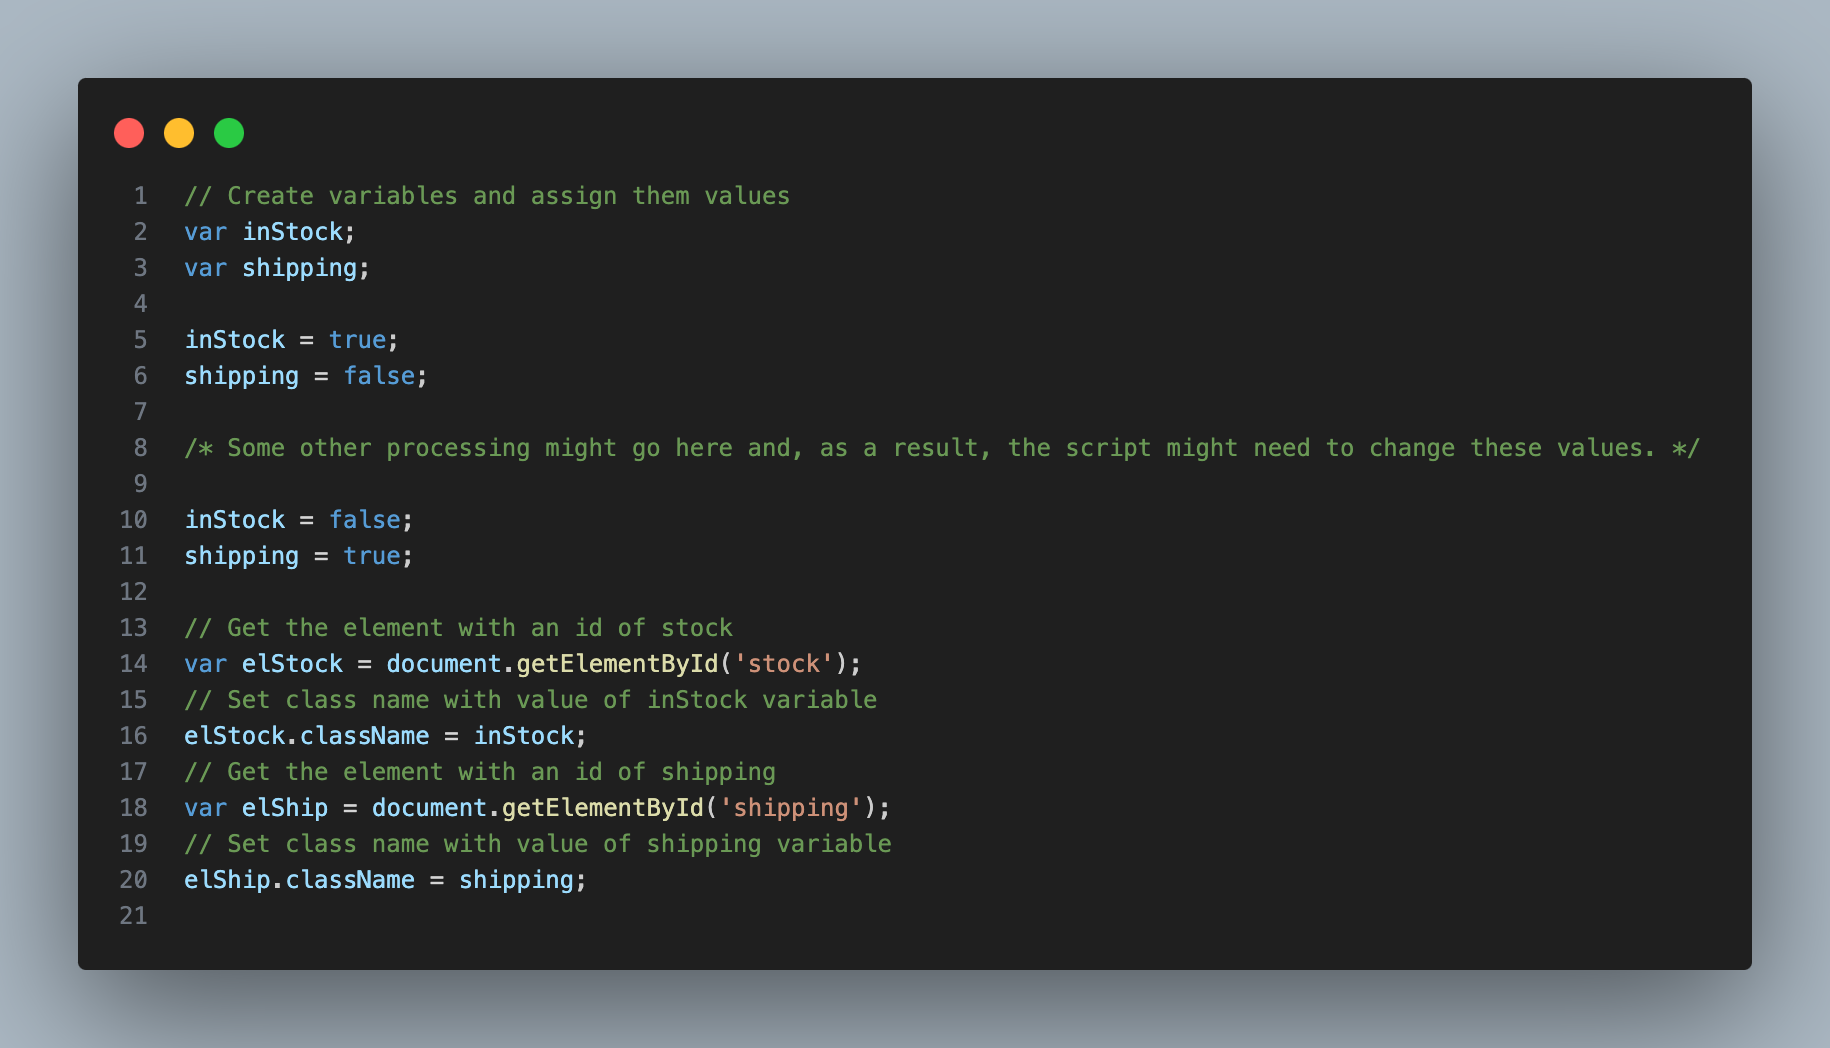 1 // Create variables and assign them values
2 var inStock;
3 var shipping;
4
5 inStock = true;
6 shipping = false;
7
8 /* Some other processing might go here and, as a result, the script might need to change these values. */
9
10 inStock = false;
11 shipping = true;
12
13 // Get the element with an id of stock
14 var elStock = document.getElementById('stock');
15 // Set class name with value of inStock variable
16 elStock.className = inStock;
17 // Get the element with an id of shipping
18 var elShip = document.getElementById('shipping');
19 // Set class name with value of shipping variable
20 elShip.className = shipping;
21